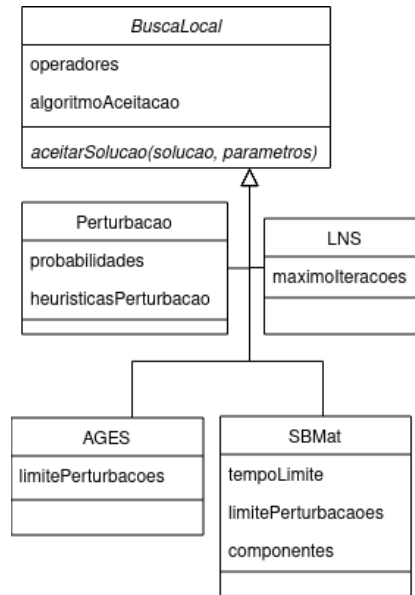 BuscaLocal
operadores
algoritmoAceitacao
aceitarSolucao(solucao, parametros)
Perturbacao
probabilidades
heuristicasPerturbacao
LNS
maximoIteracoes
AGES
limitePerturbacoes
SBMat
tempoLimite
limitePerturbacaoes
componentes